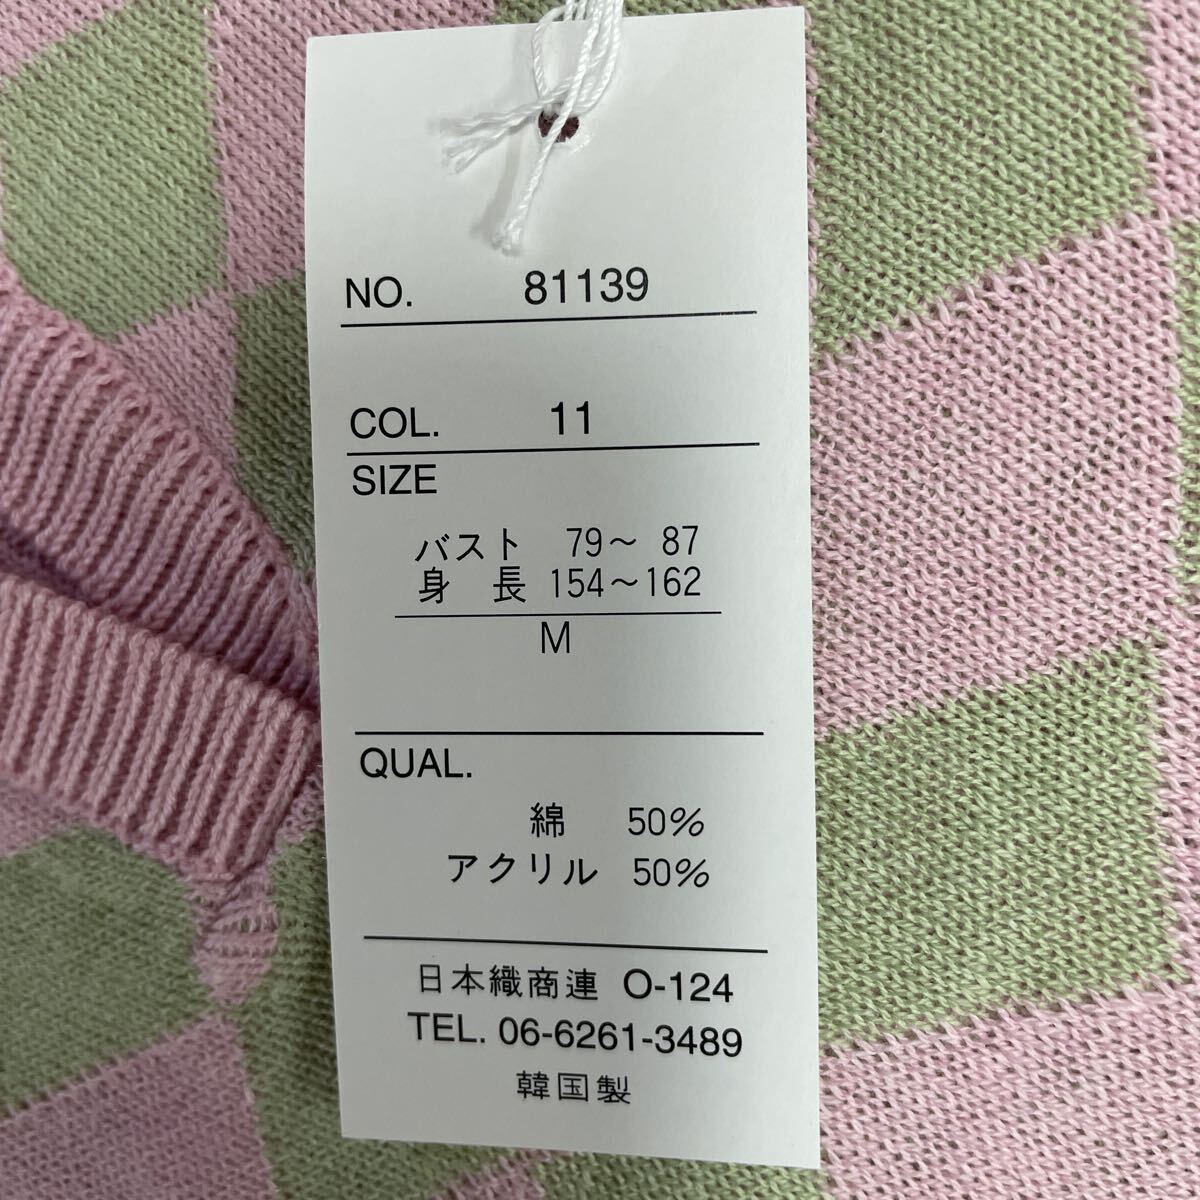 NO. 81139
COL. 11
SIZE
バスト 79～ 87
身 長 154～162
M
QUAL.
綿 50%
アクリル 50%
日本織商連 O-124
TEL. 06-6261-3489
韓国製